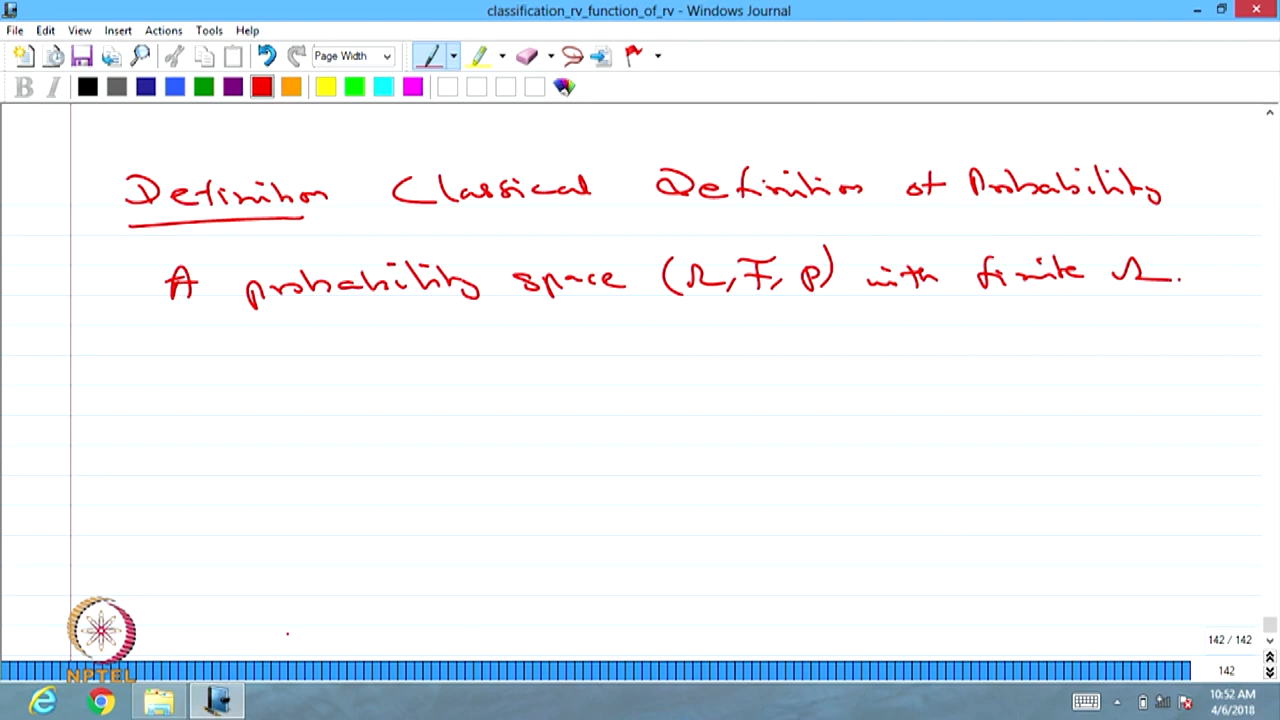 classification_rv_function_of_rv - Windows Journal
File Edit View Insert Actions Tools Help
Page Width
B I
Definition Classical Definition of Probability
A probability space (Ω, F, P) with finite Ω.
142 / 142
NPTEL
142
10:52 AM
4/6/2018